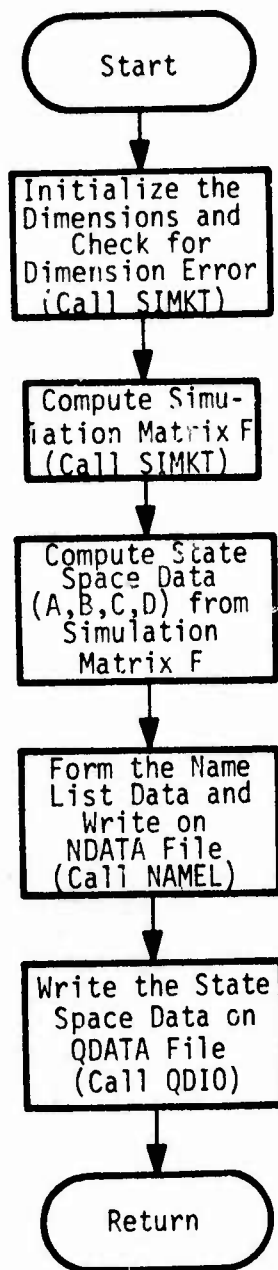 Start
Initialize the
Dimensions and
Check for
Dimension Error
(Call SIMKT)
Compute Simu-
lation Matrix F
(Call SIMKT)
Compute State
Space Data
(A,B,C,D) from
Simulation
Matrix F
Form the Name
List Data and
Write on
NDATA File
(Call NAMEL)
Write the State
Space Data on
QDATA File
(Call QDIO)
Return